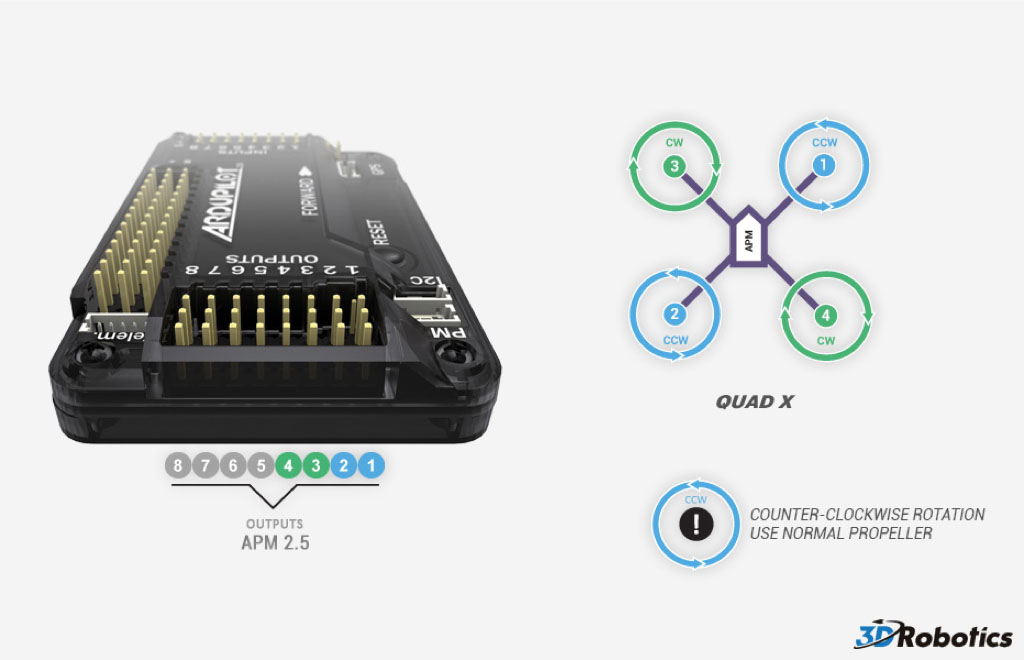 INPUTS
ARDUPILOT
FORWARD
GPS
RESET
OUTPUTS
1 2 3 4 5 6 7 8
I2C
PM
elem.
8 7 6 5 4 3 2 1
OUTPUTS
APM 2.5
CW
3
CCW
1
APM
2
CCW
4
CW
QUAD X
CCW
!
COUNTER-CLOCKWISE ROTATION
USE NORMAL PROPELLER
3DRobotics